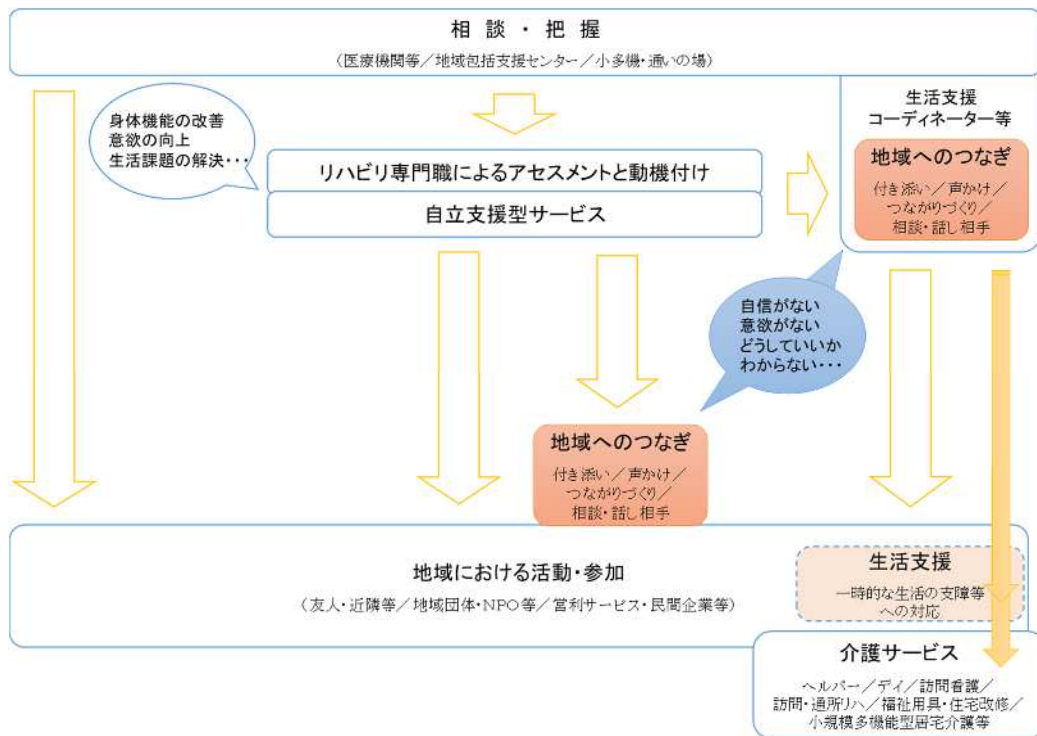 相 談 ・ 把 握
(医療機関等／地域包括支援センター／小多機・通いの場)
身体機能の改善
意欲の向上
生活課題の解決・・・
リハビリ専門職によるアセスメントと動機付け
自立支援型サービス
生活支援
コーディネーター等
地域へのつなぎ
付き添い／声かけ／
つながりづくり／
相談・話し相手
自信がない
意欲がない
どうしていいか
わからない・・・
地域へのつなぎ
付き添い／声かけ／
つながりづくり／
相談・話し相手
地域における活動・参加
(友人・近隣等／地域団体・NPO等／営利サービス・民間企業等)
生活支援
一時的な生活の支障等
への対応
介護サービス
ヘルパー／デイ／訪問看護／
訪問・通所リハ／福祉用具・住宅改修／
小規模多機能型居宅介護等